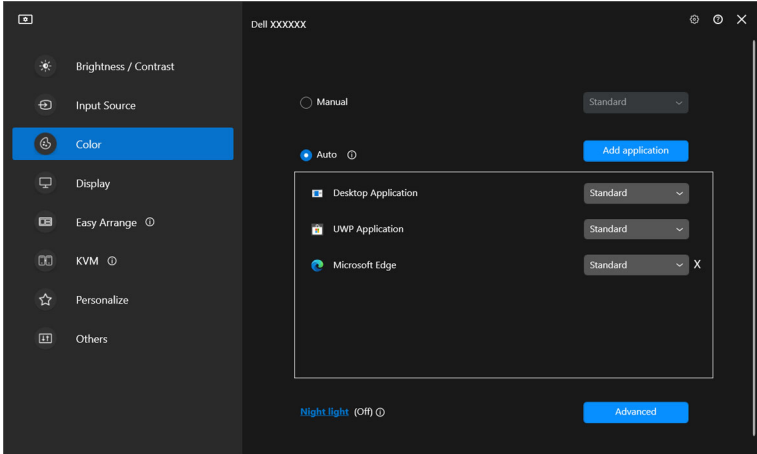 Dell XXXXXX
Brightness / Contrast
Input Source
Color
Display
Easy Arrange
KVM
Personalize
Others
Manual
Standard
Auto
Add application
Desktop Application
Standard
UWP Application
Standard
Microsoft Edge
Standard
X
Night light (Off)
Advanced